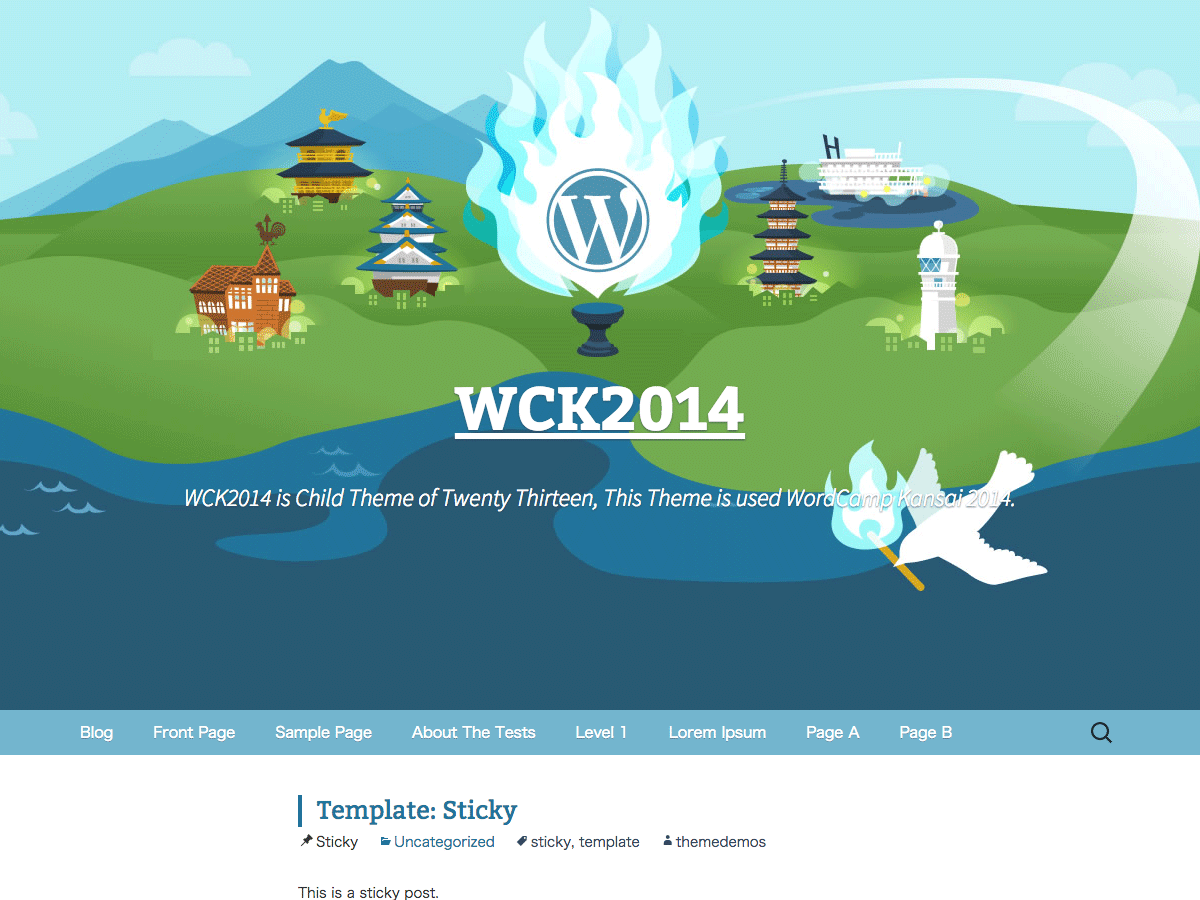 WCK2014
WCK2014 is Child Theme of Twenty Thirteen, This Theme is used WordCamp Kansai 2014.
Blog Front Page Sample Page About The Tests Level 1 Lorem Ipsum Page A Page B
Template: Sticky
Sticky Uncategorized sticky, template themedemos
This is a sticky post.